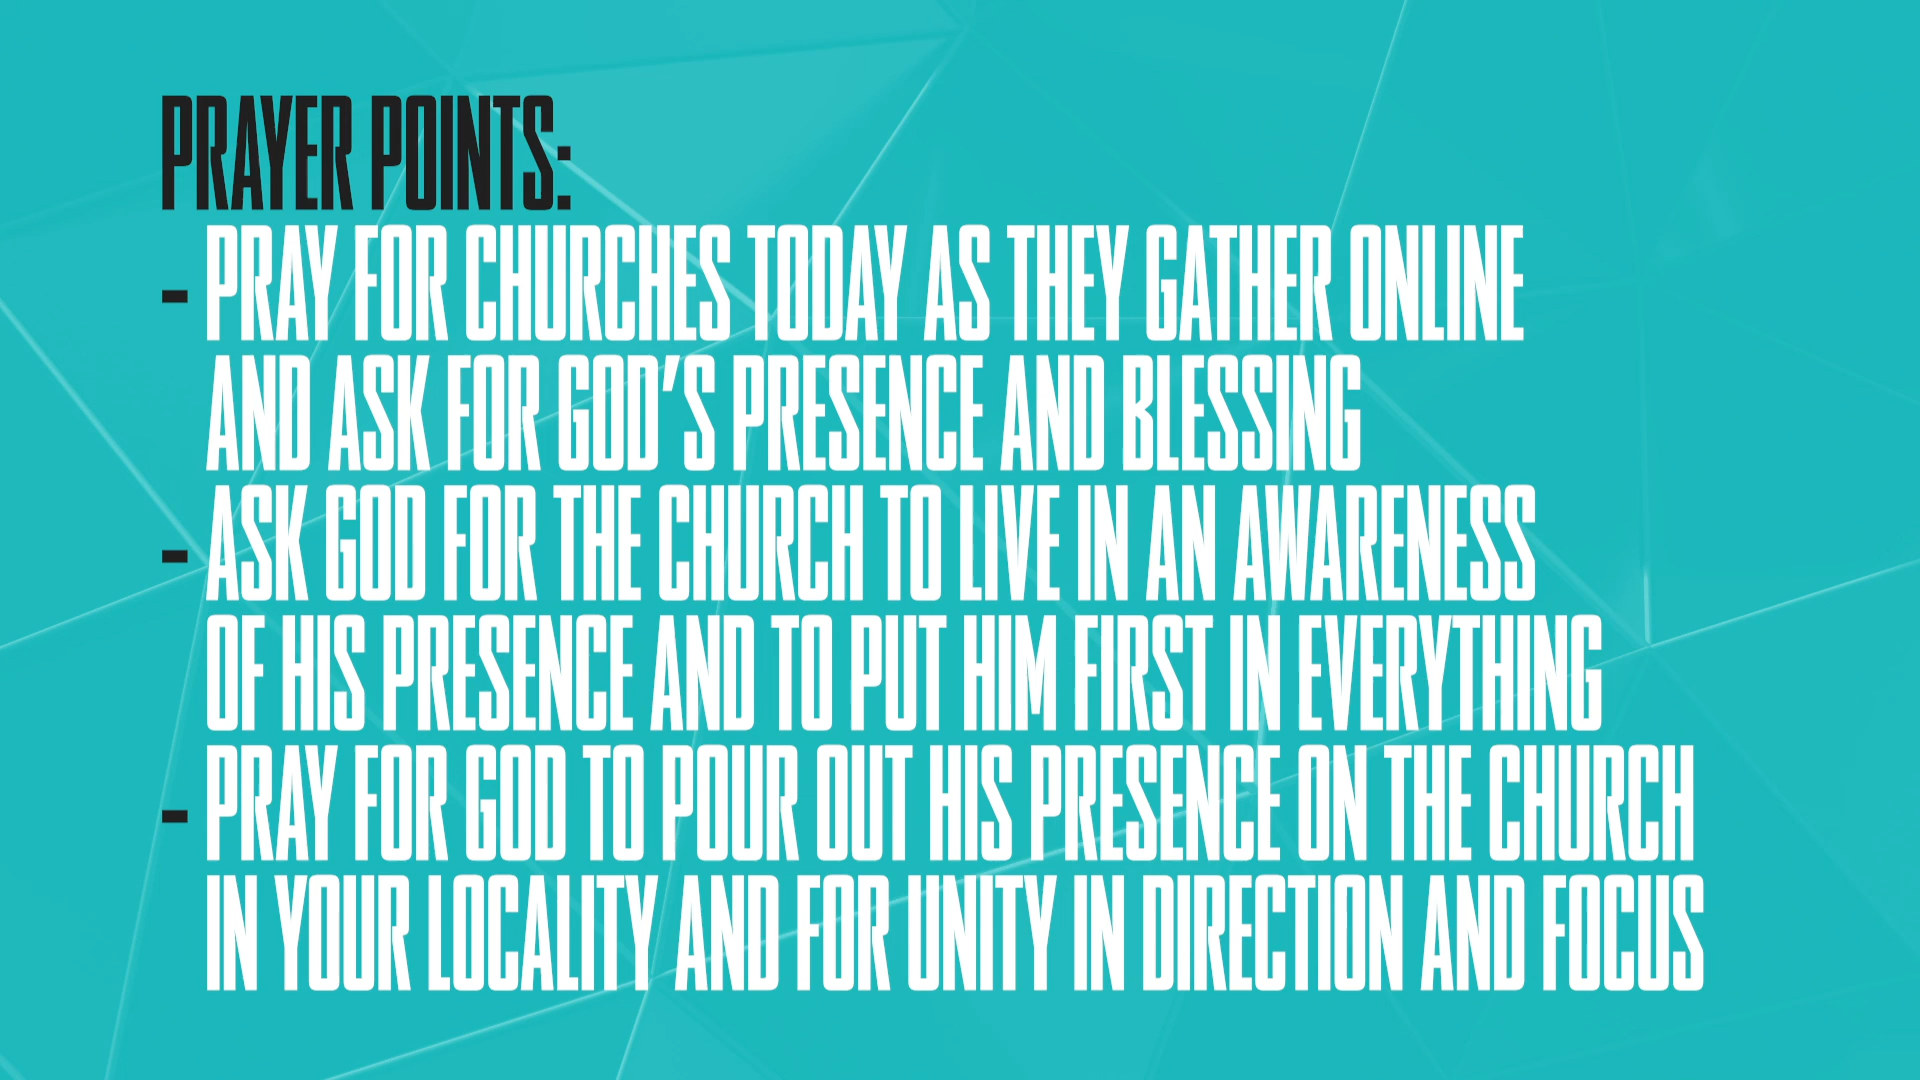 PRAYER POINTS:
- PRAY FOR CHURCHES TODAY AS THEY GATHER ONLINE
AND ASK FOR GOD'S PRESENCE AND BLESSING
- ASK GOD FOR THE CHURCH TO LIVE IN AN AWARENESS
OF HIS PRESENCE AND TO PUT HIM FIRST IN EVERYTHING
- PRAY FOR GOD TO POUR OUT HIS PRESENCE ON THE CHURCH
IN YOUR LOCALITY AND FOR UNITY IN DIRECTION AND FOCUS